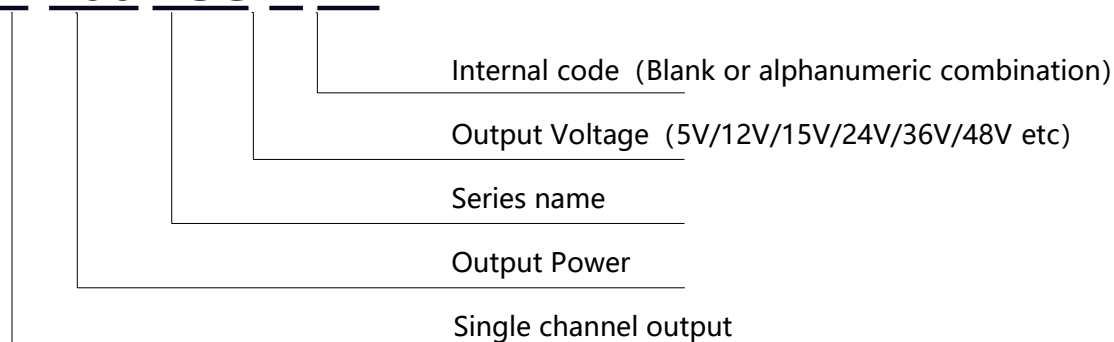 Internal code（Blank or alphanumeric combination）
Output Voltage（5V/12V/15V/24V/36V/48V etc）
Series name
Output Power
Single channel output